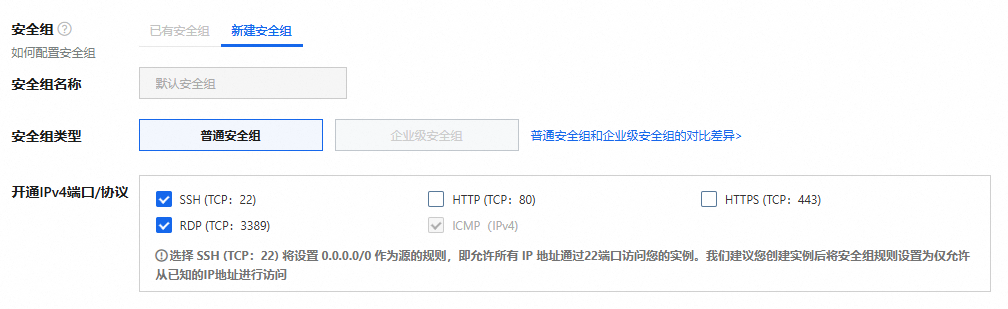 安全组 已有安全组 新建安全组
如何配置安全组
安全组名称 默认安全组
安全组类型 普通安全组 企业级安全组 普通安全组和企业级安全组的对比差异>
开通IPv4端口/协议
SSH (TCP：22) HTTP (TCP：80) HTTPS (TCP：443)
RDP (TCP：3389) ICMP（IPv4)
选择 SSH (TCP：22) 将设置 0.0.0.0/0 作为源的规则，即允许所有 IP 地址通过22端口访问您的实例。我们建议您创建实例后将安全组规则设置为仅允许
从已知的IP地址进行访问